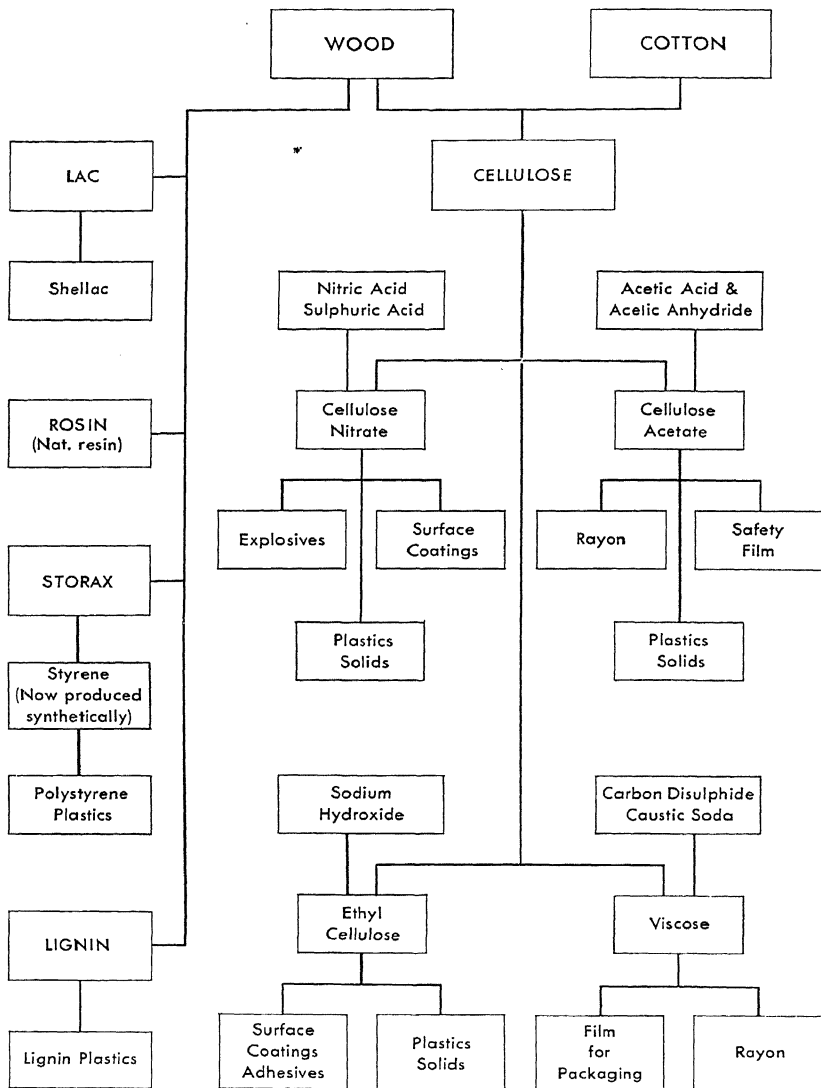 WOOD
COTTON
LAC
CELLULOSE
Shellac
Nitric Acid
Sulphuric Acid
Acetic Acid &
Acetic Anhydride
ROSIN
(Nat. resin)
Cellulose
Nitrate
Cellulose
Acetate
Explosives
Surface
Coatings
Rayon
Safety
Film
STORAX
Plastics
Solids
Plastics
Solids
Styrene
(Now produced
synthetically)
Polystyrene
Plastics
Sodium
Hydroxide
Carbon Disulphide
Caustic Soda
LIGNIN
Ethyl
Cellulose
Viscose
Lignin Plastics
Surface
Coatings
Adhesives
Plastics
Solids
Film
for
Packaging
Rayon